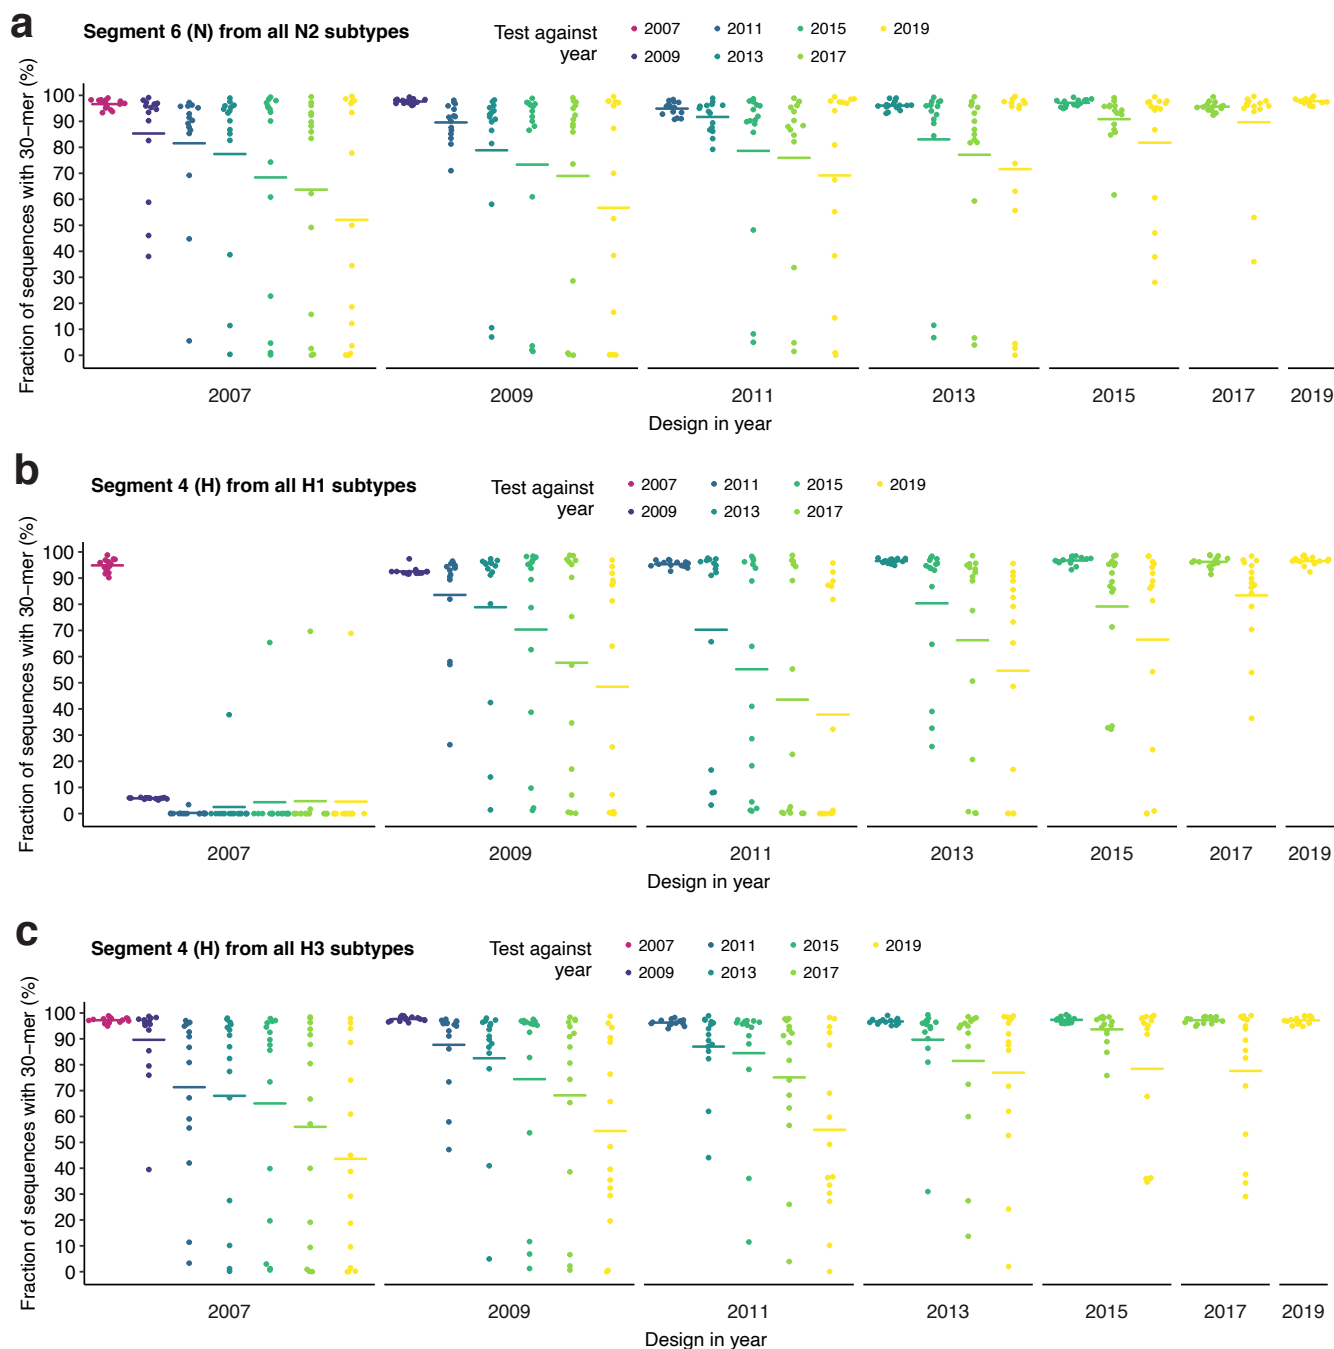 a
Segment 6 (N) from all N2 subtypes
Test against year
2007 2011 2015 2019
2009 2013 2017
Fraction of sequences with 30−mer (%)
100
90
80
70
60
50
40
30
20
10
0
2007 2009 2011 2013 2015 2017 2019
Design in year
b
Segment 4 (H) from all H1 subtypes
Test against year
2007 2011 2015 2019
2009 2013 2017
Fraction of sequences with 30−mer (%)
100
90
80
70
60
50
40
30
20
10
0
2007 2009 2011 2013 2015 2017 2019
Design in year
c
Segment 4 (H) from all H3 subtypes
Test against year
2007 2011 2015 2019
2009 2013 2017
Fraction of sequences with 30−mer (%)
100
90
80
70
60
50
40
30
20
10
0
2007 2009 2011 2013 2015 2017 2019
Design in year